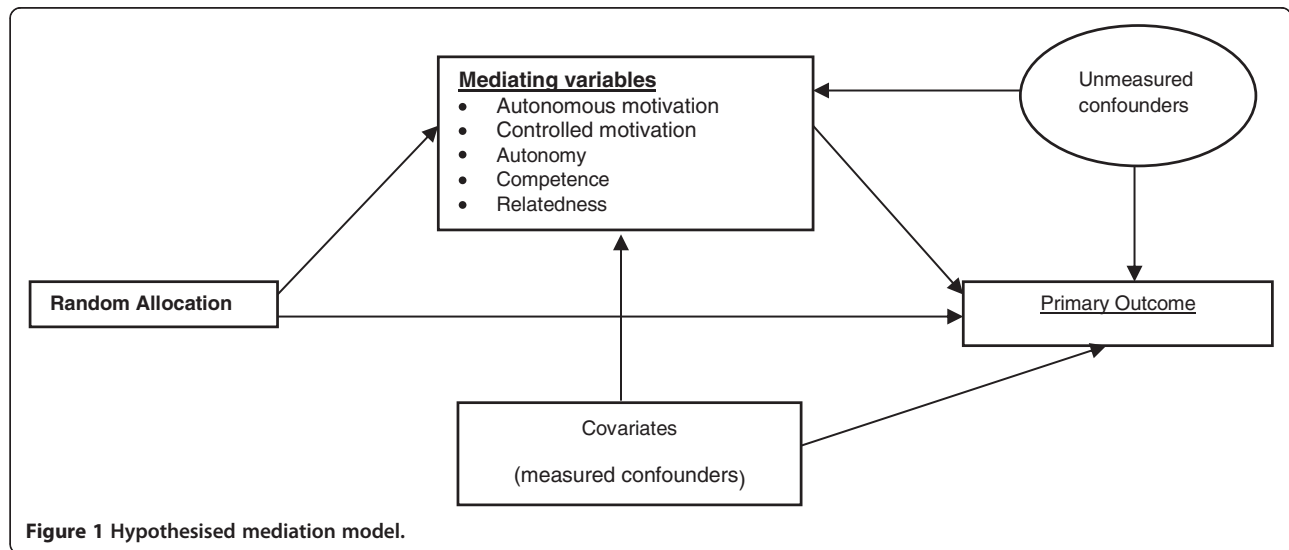 Mediating variables
• Autonomous motivation
• Controlled motivation
• Autonomy
• Competence
• Relatedness
Unmeasured
confounders
Random Allocation
Primary Outcome
Covariates
(measured confounders)
Figure 1 Hypothesised mediation model.